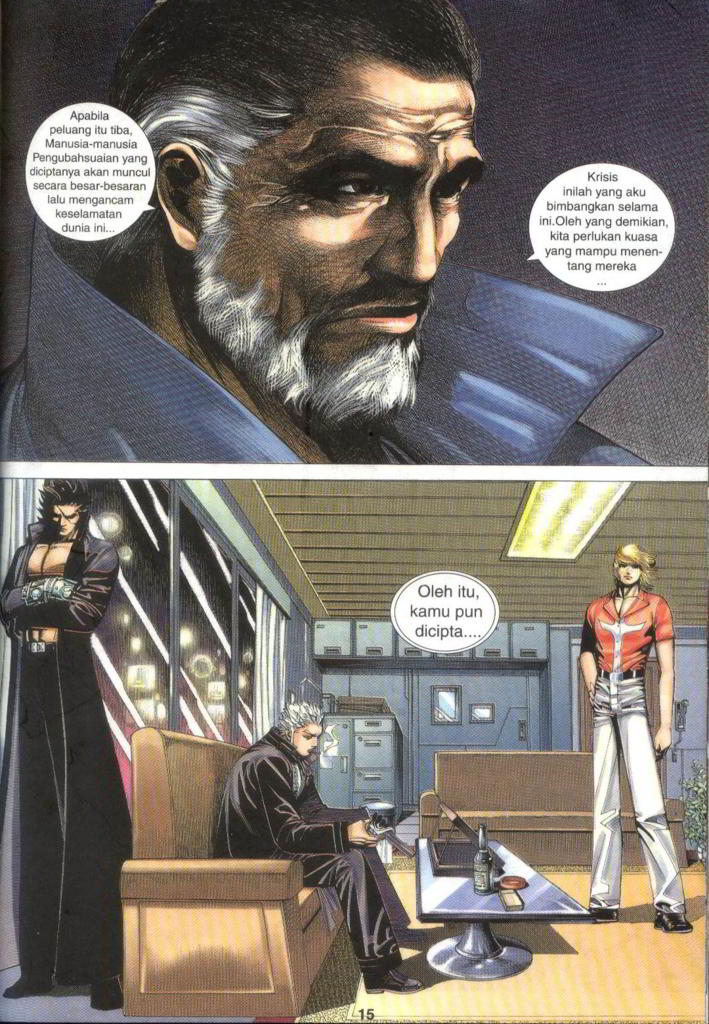 Apabila
peluang itu tiba,
Manusia-manusia
Pengubahsuaian yang
diciptanya akan muncul
secara besar-besaran
lalu mengancam
keselamatan
dunia ini...
Krisis
inilah yang aku
bimbangkan selama
ini.Oleh yang demikian,
kita perlukan kuasa
yang mampu menen-
tang mereka
...
Oleh itu,
kamu pun
dicipta....
15